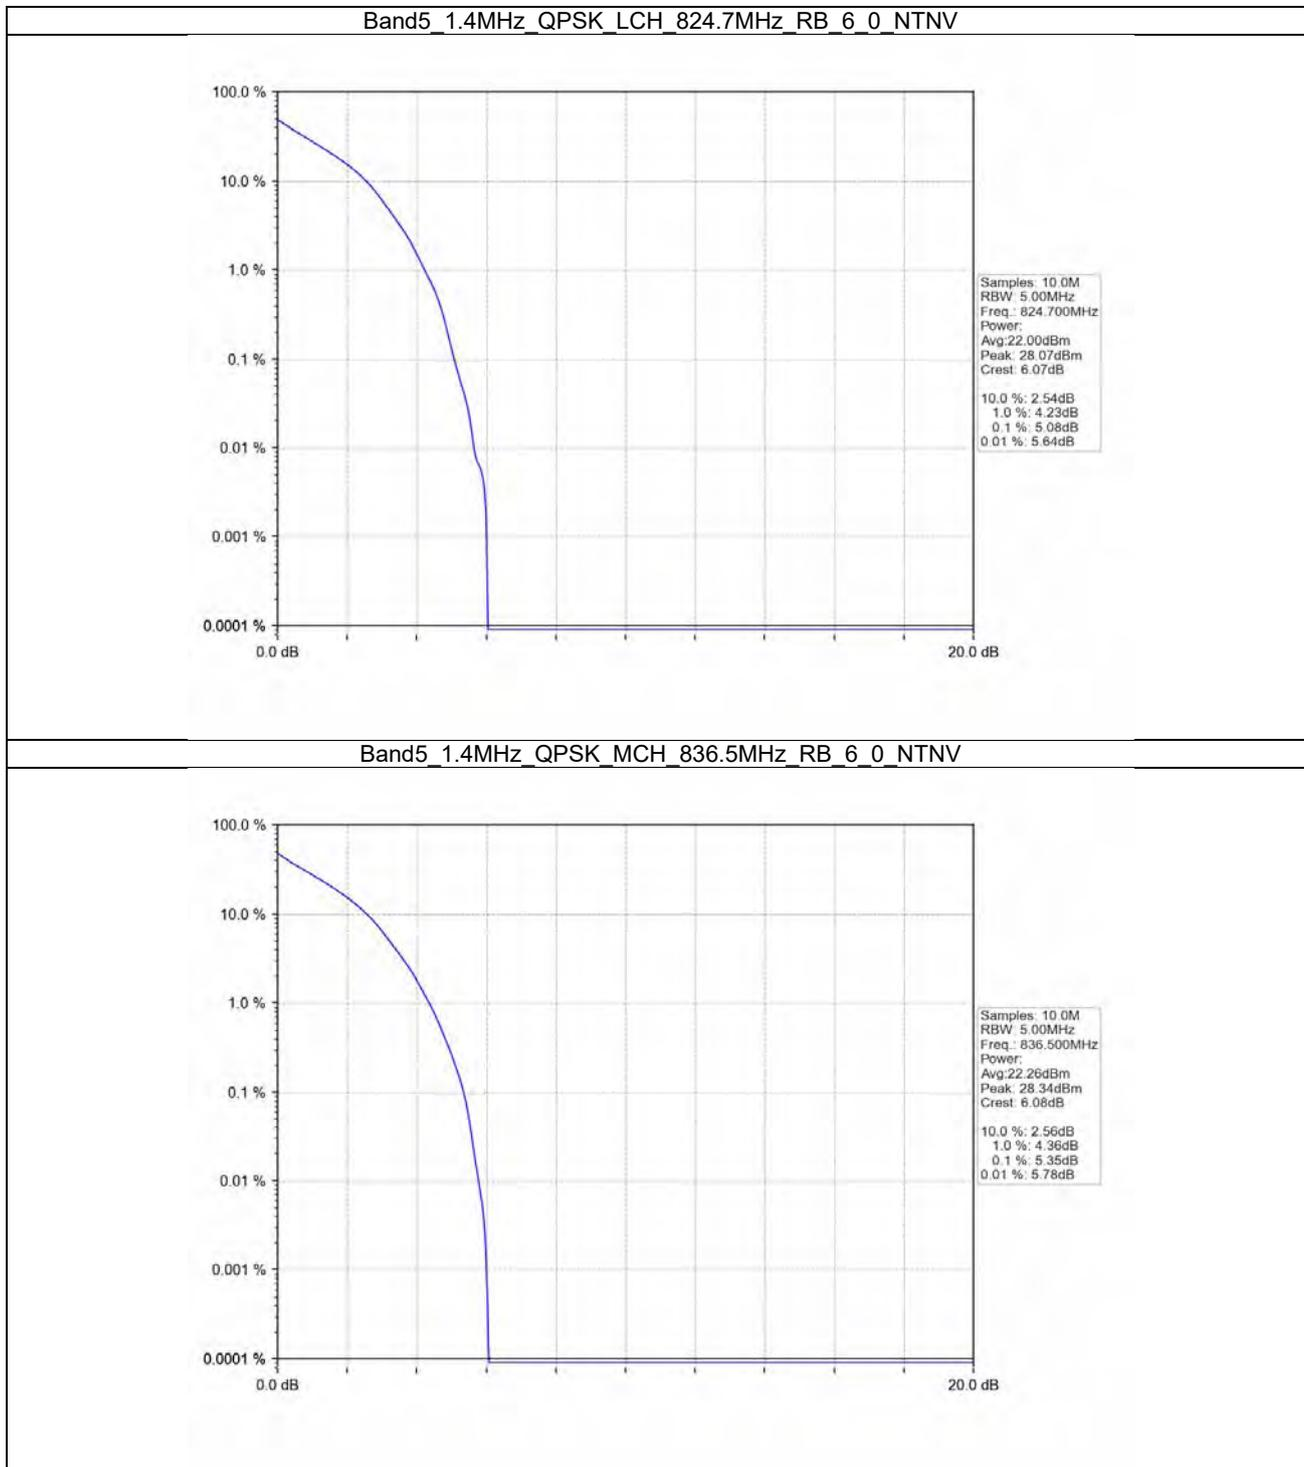 Band5_1.4MHz_QPSK_LCH_824.7MHz_RB_6_0_NTNV
100.0 %
10.0 %
1.0 %
0.1 %
0.01 %
0.001 %
0.0001 %
0.0 dB
20.0 dB
Samples: 10.0M
RBW: 5.00MHz
Freq.: 824.700MHz
Power:
Avg:22.00dBm
Peak: 28.07dBm
Crest: 6.07dB
10.0 %: 2.54dB
1.0 %: 4.23dB
0.1 %: 5.08dB
0.01 %: 5.64dB
Band5_1.4MHz_QPSK_MCH_836.5MHz_RB_6_0_NTNV
100.0 %
10.0 %
1.0 %
0.1 %
0.01 %
0.001 %
0.0001 %
0.0 dB
20.0 dB
Samples: 10.0M
RBW: 5.00MHz
Freq.: 836.500MHz
Power:
Avg:22.26dBm
Peak: 28.34dBm
Crest: 6.08dB
10.0 %: 2.56dB
1.0 %: 4.36dB
0.1 %: 5.35dB
0.01 %: 5.78dB